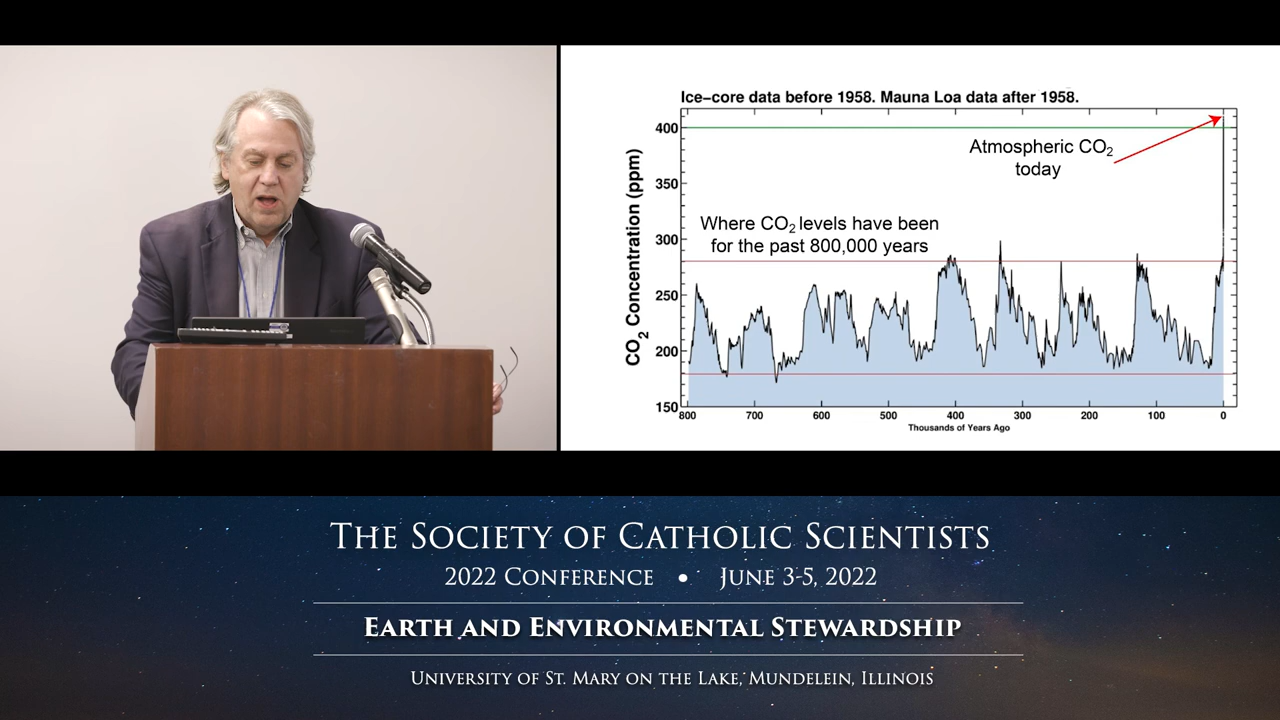 Ice–core data before 1958. Mauna Loa data after 1958.
400
350
300
250
200
150
CO₂ Concentration (ppm)
Atmospheric CO₂
today
Where CO₂ levels have been
for the past 800,000 years
800 700 600 500 400 300 200 100 0
Thousands of Years Ago
The Society of Catholic Scientists
2022 Conference • June 3-5, 2022
Earth and Environmental Stewardship
University of St. Mary on the Lake, Mundelein, Illinois